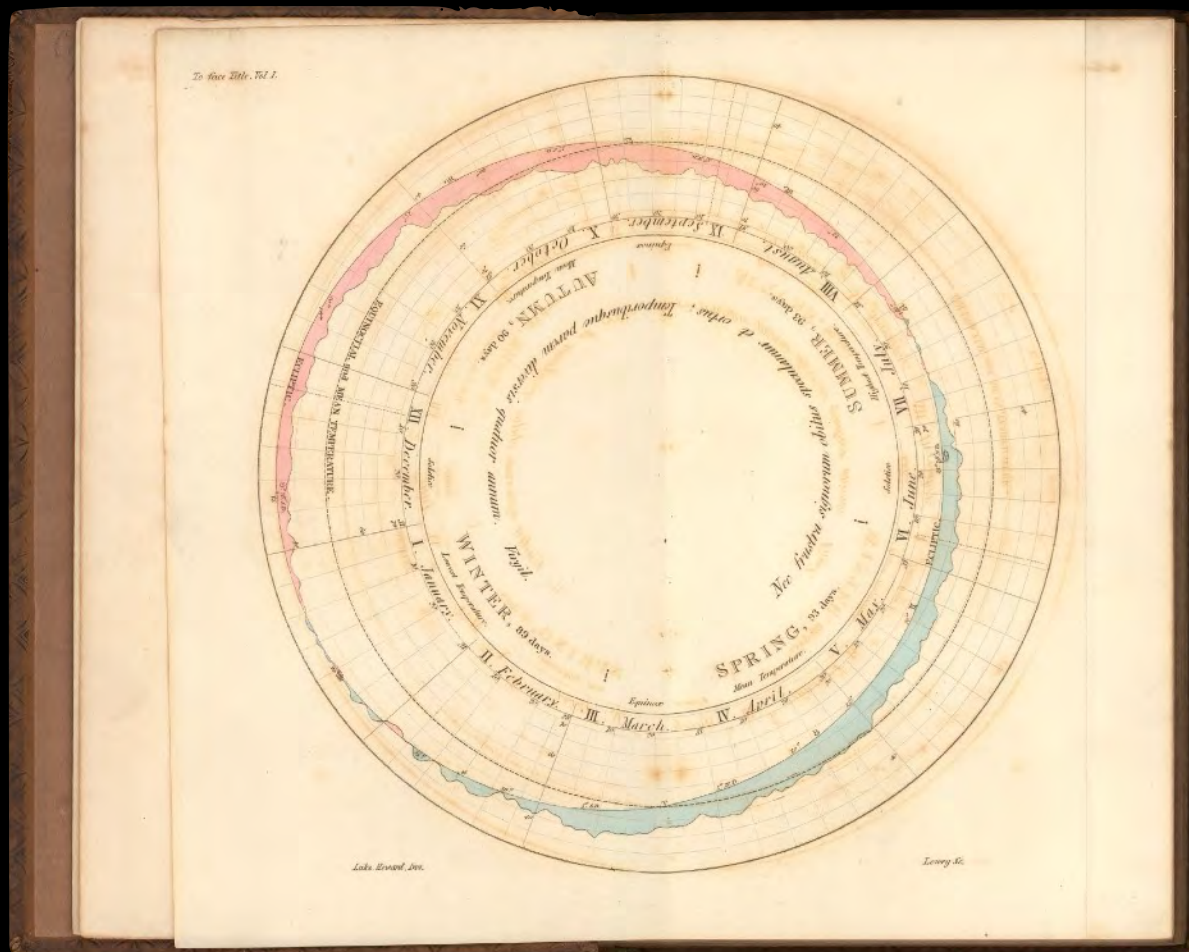 To face Title, Vol 1.
I. January.
II. February.
III. March.
IV. April.
V. May.
VI. June.
VII. July.
VIII. August.
IX. September.
X. October.
XI. November.
XII. December.
WINTER, 89 days.
Lowest Temperature.
Equinox
SPRING, 93 days.
Mean Temperature.
Solstice
SUMMER, 93 days.
Highest Temperature.
Equinox
AUTUMN, 90 days.
Mean Temperature.
Solstice
ECLIPTIC
EQUINOCTIAL and MEAN TEMPERATURE.
ECLIPTIC
Nec frustra signorum obitus speculamur et ortus; Temporibusque parem diversis quatuor annum. Virgil.
Luke Howard, Inv.
Lowry Sc.